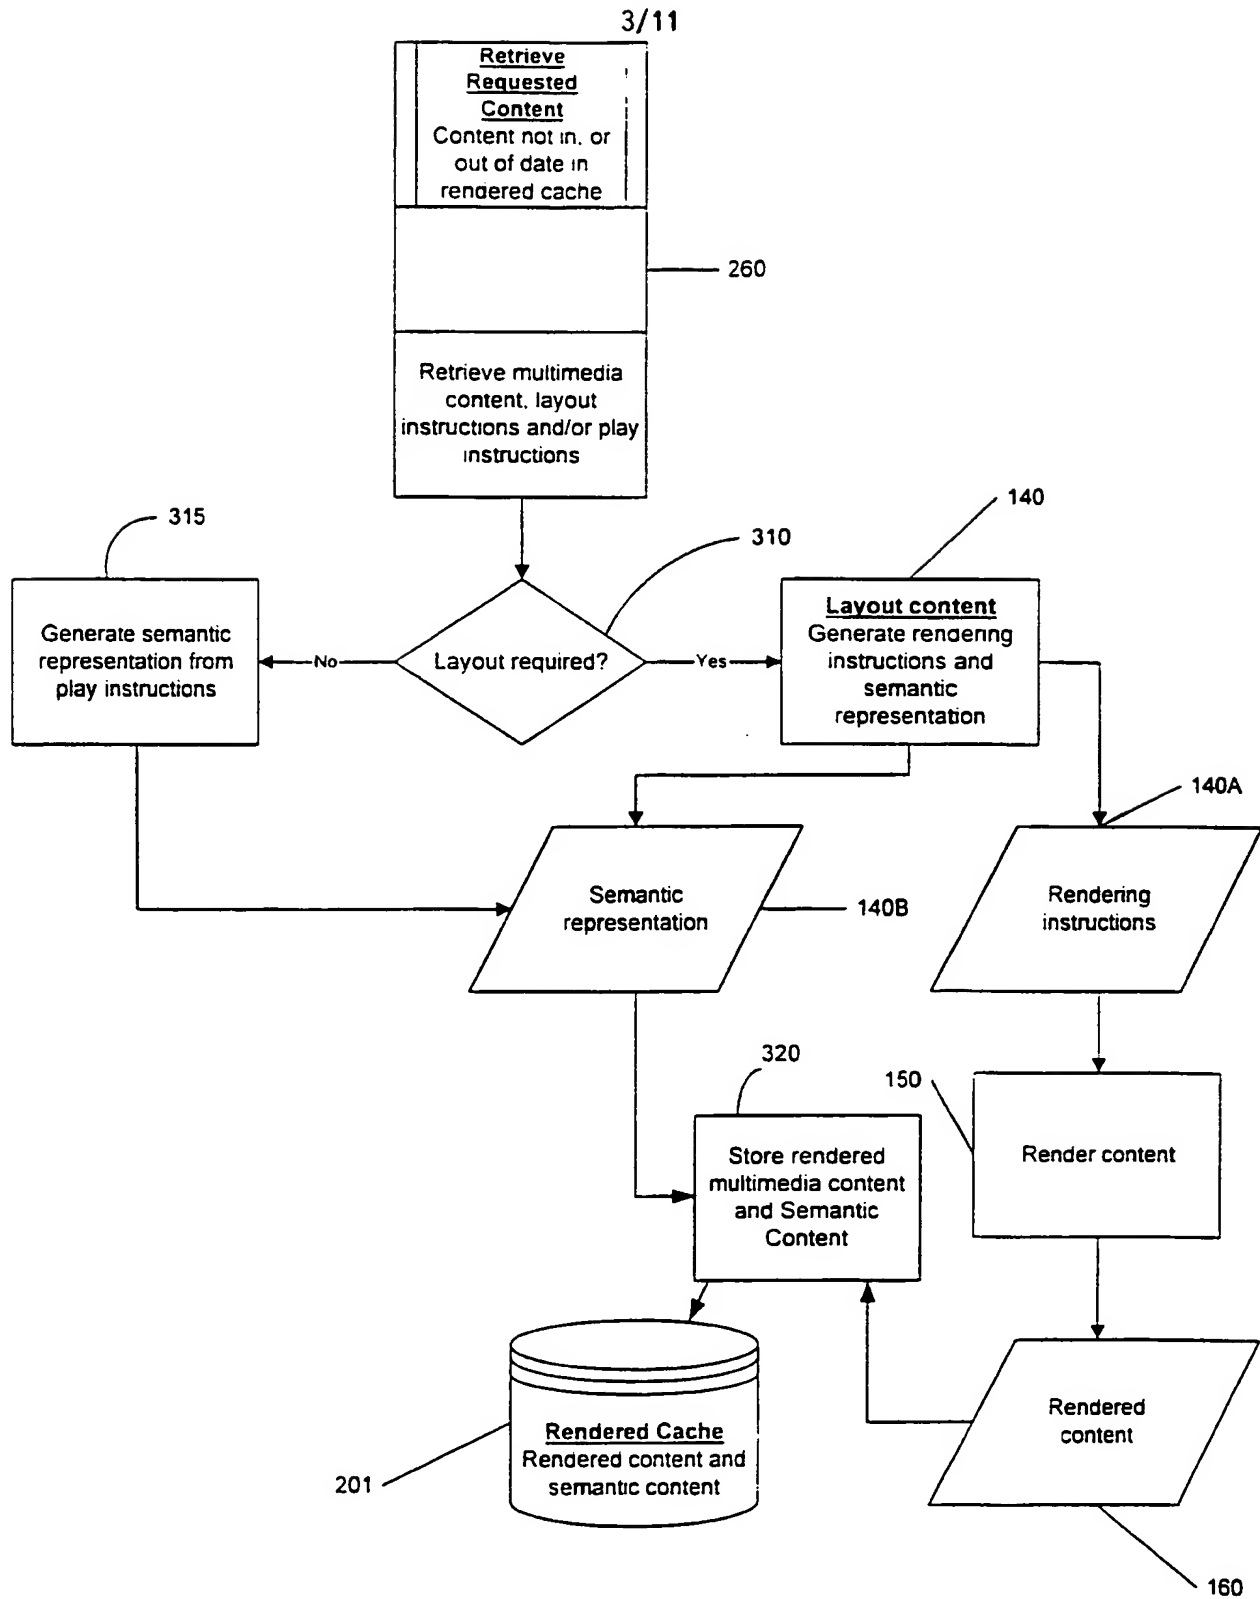 3/11
Retrieve
Requested
Content
Content not in, or
out of date in
rendered cache
260
Retrieve multimedia
content, layout
instructions and/or play
instructions
315
310
140
Generate semantic
representation from
play instructions
No
Layout required?
Yes
Layout content
Generate rendering
instructions and
semantic
representation
140A
Semantic
representation
140B
Rendering
instructions
320
150
Store rendered
multimedia content
and Semantic
Content
Render content
Rendered Cache
Rendered content and
semantic content
201
Rendered
content
160